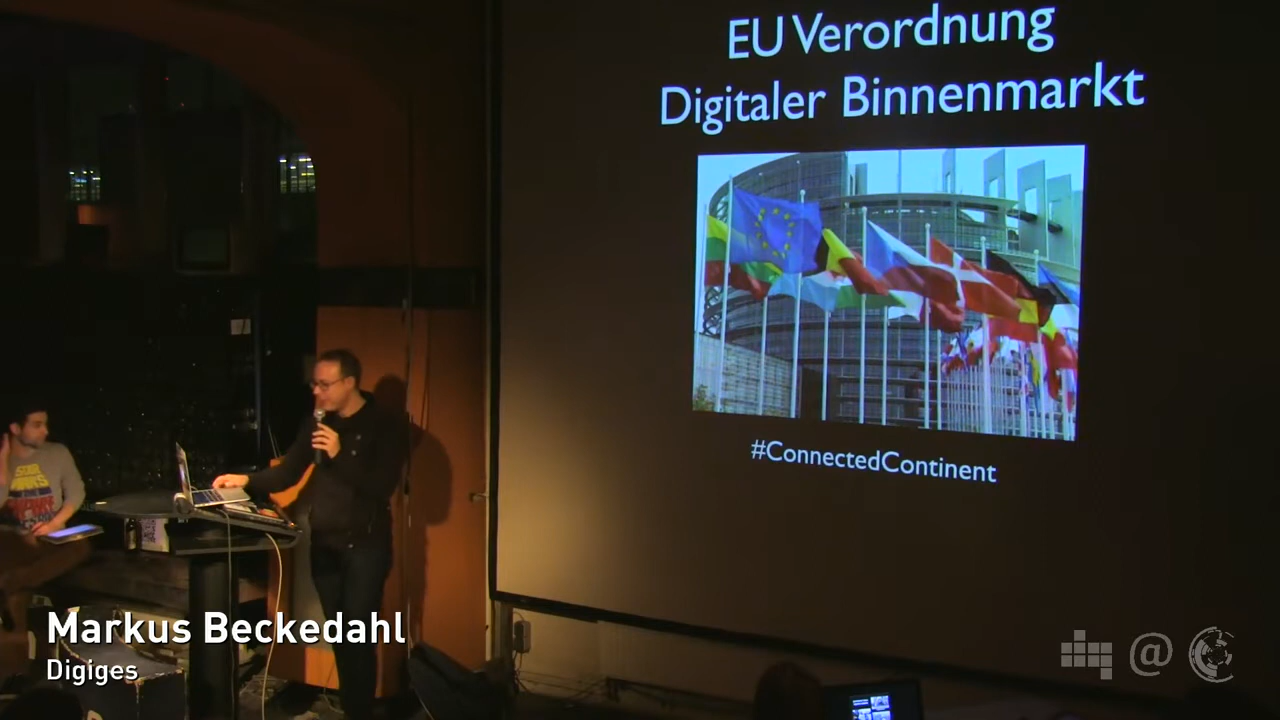 EU Verordnung
Digitaler Binnenmarkt
#ConnectedContinent
Markus Beckedahl
Digiges